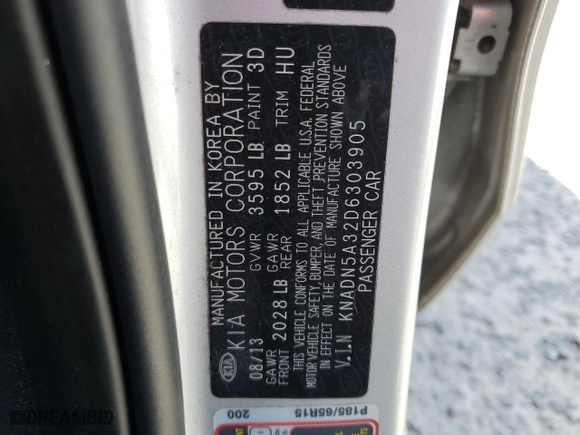 MANUFACTURED IN KOREA BY
KIA KIA MOTORS CORPORATION
08/13 GVWR 3595 LB PAINT 3D
GAWR FRONT 2028 LB GAWR REAR 1852 LB TRIM HU
THIS VEHICLE CONFORMS TO ALL APPLICABLE U.S.A. FEDERAL
MOTOR VEHICLE SAFETY, BUMPER, AND THEFT PREVENTION STANDARDS
IN EFFECT ON THE DATE OF MANUFACTURE SHOWN ABOVE
V.I.N KNADN5A32D6303905
PASSENGER CAR
P185/65R15
200
DREAMBID